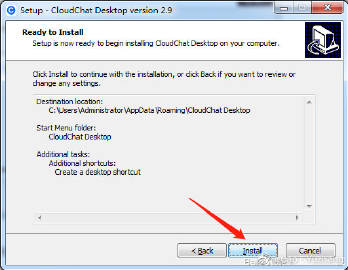 Setup - CloudChat Desktop version 2.9
Ready to Install
Setup is now ready to begin installing CloudChat Desktop on your computer.
Click Install to continue with the installation, or click Back if you want to review
or change any settings.
Destination location:
C:\Users\Administrator\AppData\Roaming\CloudChat Desktop
Start Menu folder:
CloudChat Desktop
Additional tasks:
Additional shortcuts:
Create a desktop shortcut
< Back
Install
Cancel